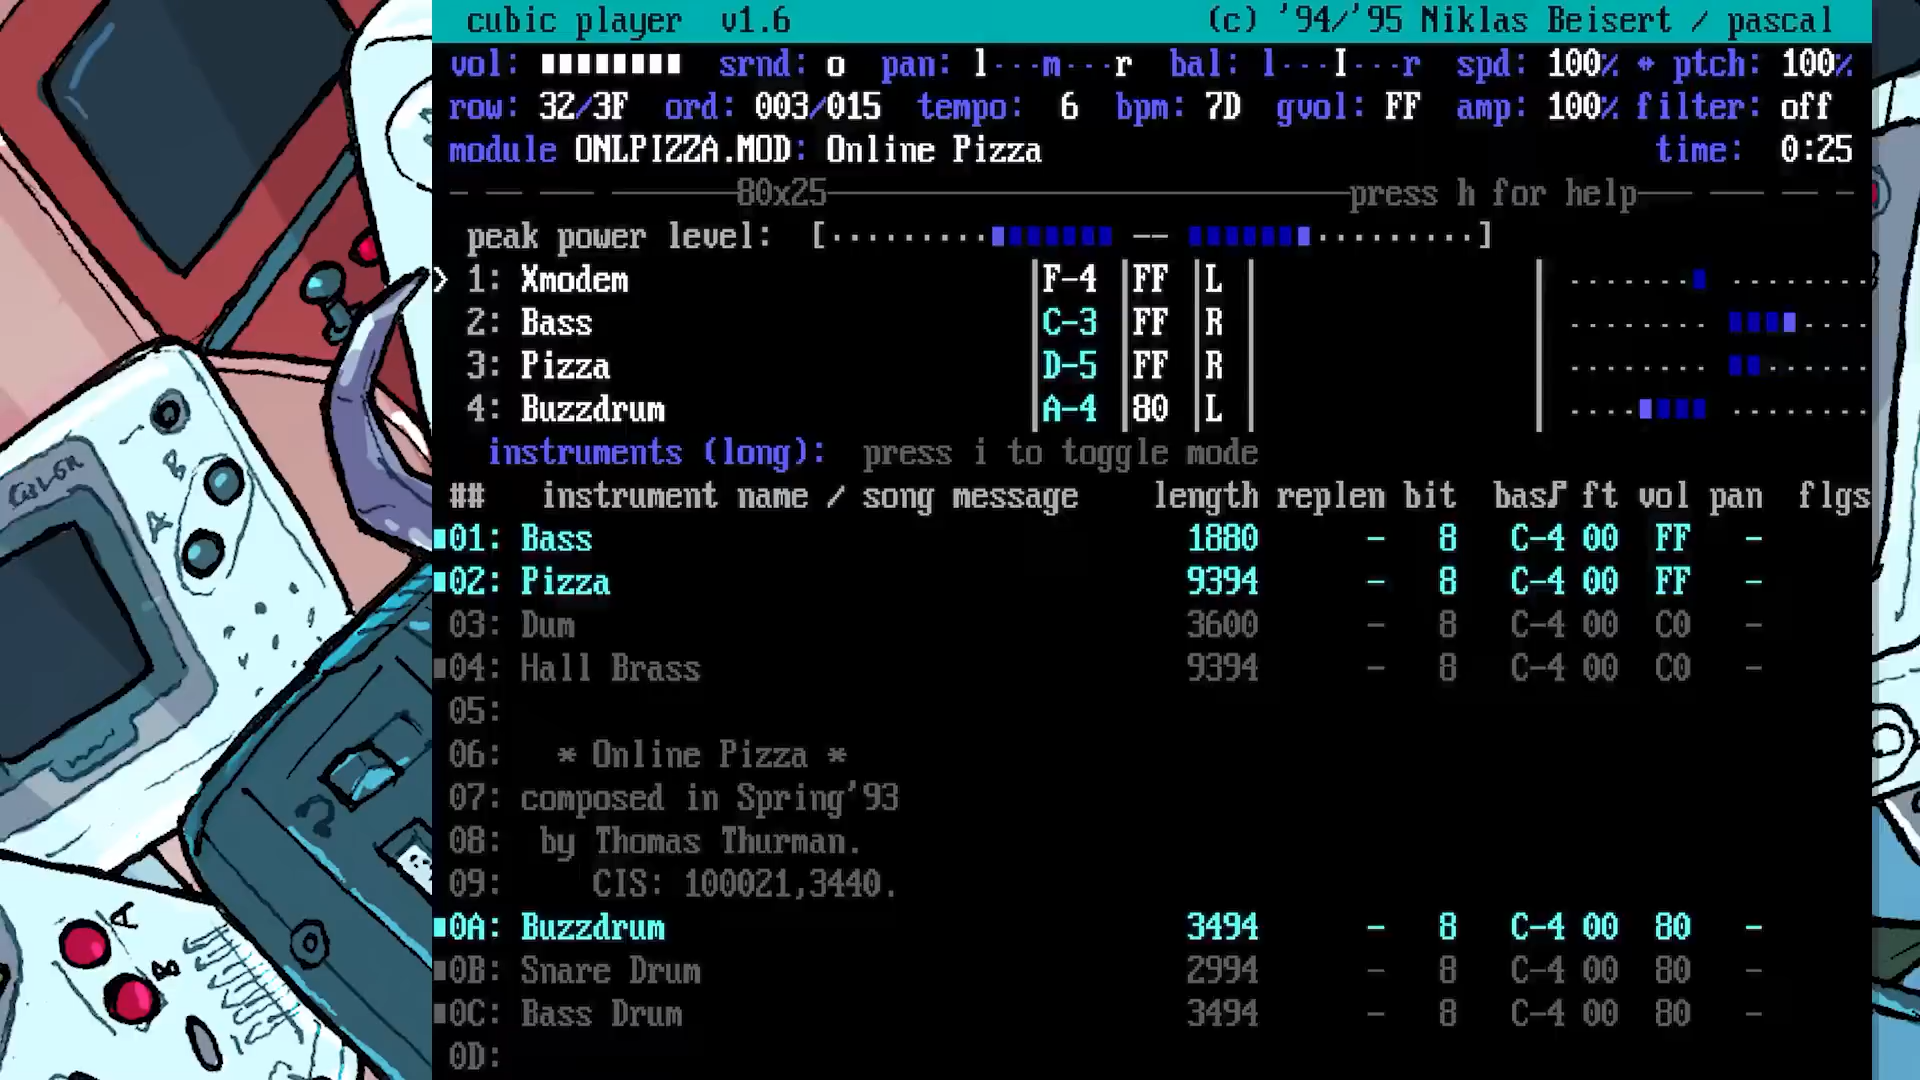 cubic player v1.6 (c) '94/'95 Niklas Beisert / pascal
vol: ▮▮▮▮▮▮▮▮ srnd: o pan: l···m···r bal: l···I···r spd: 100% * ptch: 100%
row: 32/3F ord: 003/015 tempo: 6 bpm: 7D gvol: FF amp: 100% filter: off
module ONLPIZZA.MOD: Online Pizza time: 0:25
80x25 press h for help
peak power level: [·········▮▮▮▮▮▮▮ -- ▮▮▮▮▮▮▮·········]
1: Xmodem |F-4 |FF |L |
2: Bass |C-3 |FF |R |
3: Pizza |D-5 |FF |R |
4: Buzzdrum |A-4 |80 |L |
instruments (long): press i to toggle mode
## instrument name / song message length replen bit bas♪ ft vol pan flgs
01: Bass 1880 - 8 C-4 00 FF -
02: Pizza 9394 - 8 C-4 00 FF -
03: Dum 3600 - 8 C-4 00 C0 -
04: Hall Brass 9394 - 8 C-4 00 C0 -
05:
06: * Online Pizza *
07: composed in Spring'93
08: by Thomas Thurman.
09: CIS: 100021,3440.
0A: Buzzdrum 3494 - 8 C-4 00 80 -
0B: Snare Drum 2994 - 8 C-4 00 80 -
0C: Bass Drum 3494 - 8 C-4 00 80 -
0D:
COLOR
B
A
A
B